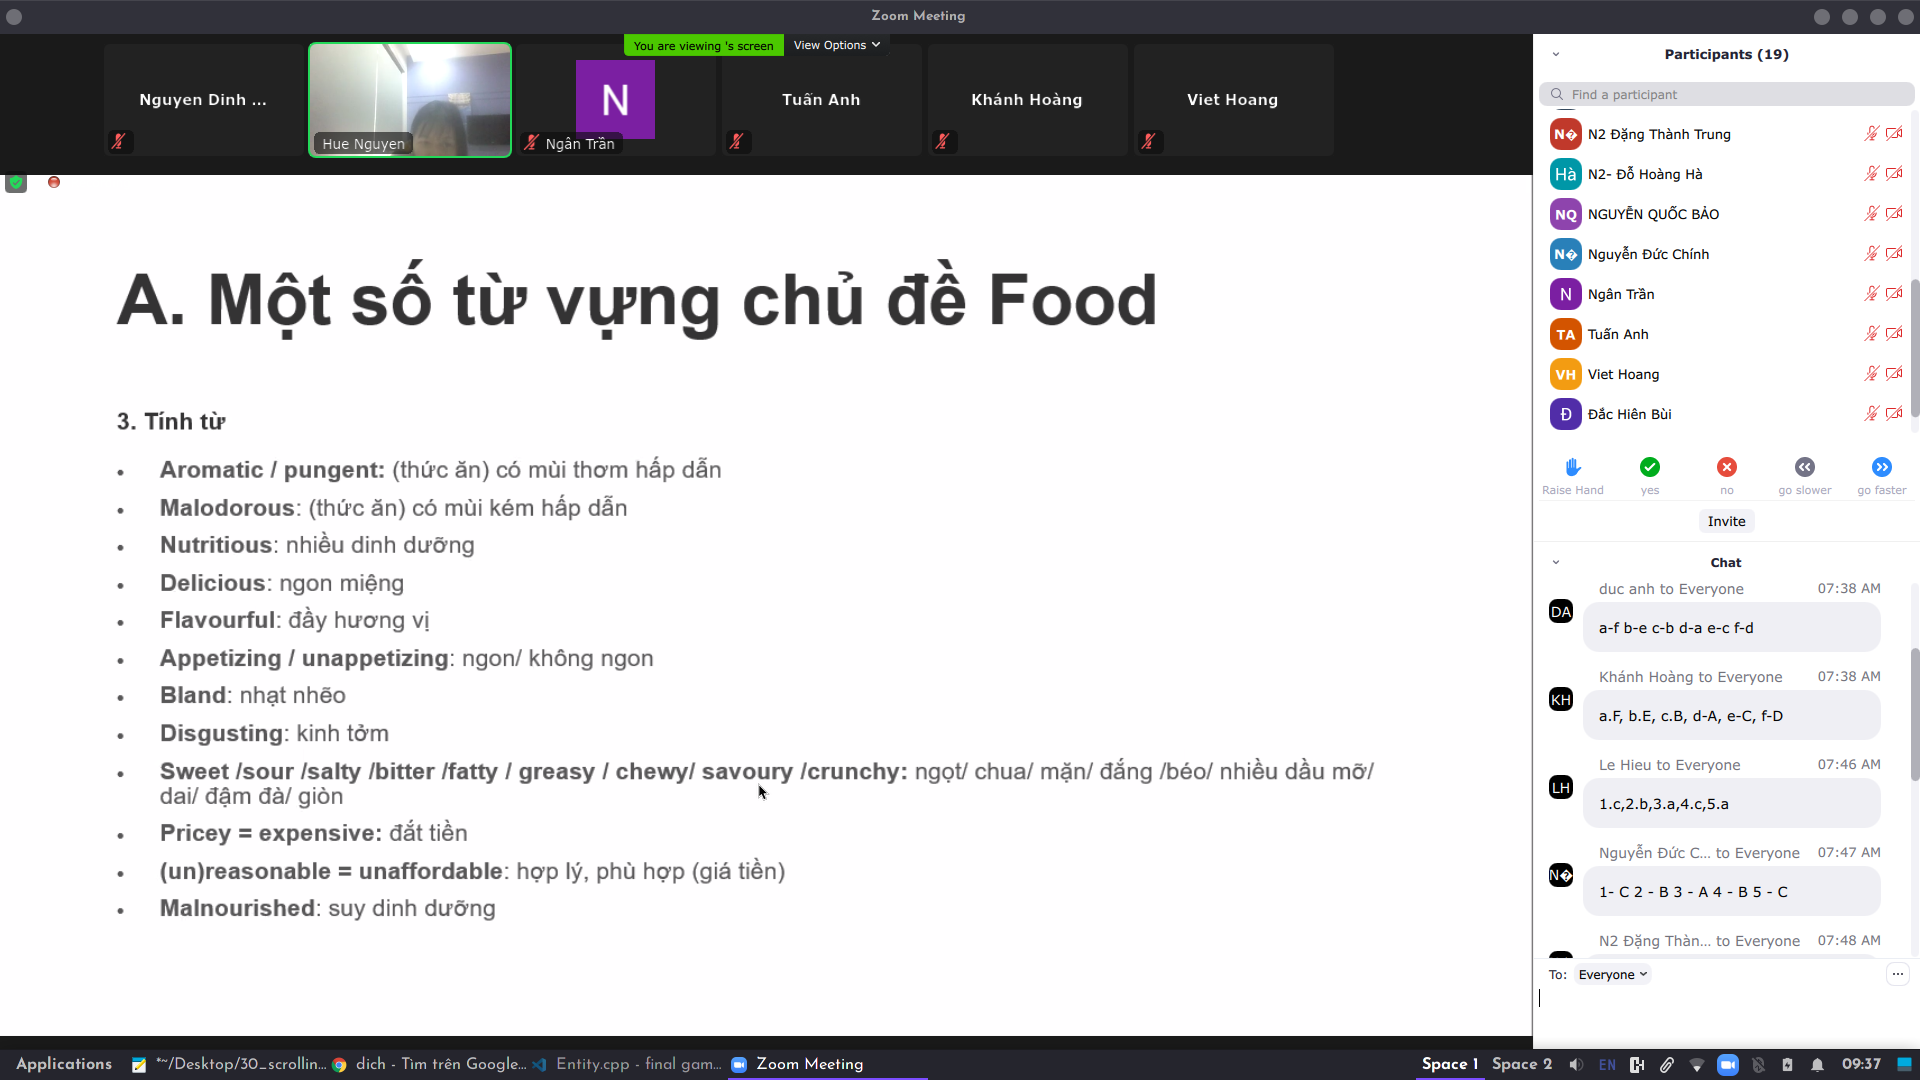 Zoom Meeting
You are viewing 's screen
View Options
Nguyen Dinh ...
Hue Nguyen
N
Ngân Trần
Tuấn Anh
Khánh Hoàng
Viet Hoang
A. Một số từ vựng chủ đề Food
3. Tính từ
• Aromatic / pungent: (thức ăn) có mùi thơm hấp dẫn
• Malodorous: (thức ăn) có mùi kém hấp dẫn
• Nutritious: nhiều dinh dưỡng
• Delicious: ngon miệng
• Flavourful: đầy hương vị
• Appetizing / unappetizing: ngon/ không ngon
• Bland: nhạt nhẽo
• Disgusting: kinh tởm
• Sweet /sour /salty /bitter /fatty / greasy / chewy/ savoury /crunchy: ngọt/ chua/ mặn/ đắng /béo/ nhiều dầu mỡ/
dai/ đậm đà/ giòn
• Pricey = expensive: đắt tiền
• (un)reasonable = unaffordable: hợp lý, phù hợp (giá tiền)
• Malnourished: suy dinh dưỡng
Participants (19)
Find a participant
N� N2 Đặng Thành Trung
Hà N2- Đỗ Hoàng Hà
NQ NGUYỄN QUỐC BẢO
N� Nguyễn Đức Chính
N Ngân Trần
TA Tuấn Anh
VH Viet Hoang
Đ Đắc Hiên Bùi
Raise Hand yes no go slower go faster
Invite
Chat
duc anh to Everyone 07:38 AM
DA
a-f b-e c-b d-a e-c f-d
Khánh Hoàng to Everyone 07:38 AM
KH
a.F, b.E, c.B, d-A, e-C, f-D
Le Hieu to Everyone 07:46 AM
LH
1.c,2.b,3.a,4.c,5.a
Nguyễn Đức C... to Everyone 07:47 AM
N�
1- C 2 - B 3 - A 4 - B 5 - C
N2 Đặng Thàn... to Everyone 07:48 AM
To: Everyone
Applications
*~/Desktop/30_scrollin...
dich - Tìm trên Google...
Entity.cpp - final gam...
Zoom Meeting
Space 1 Space 2
EN
09:37